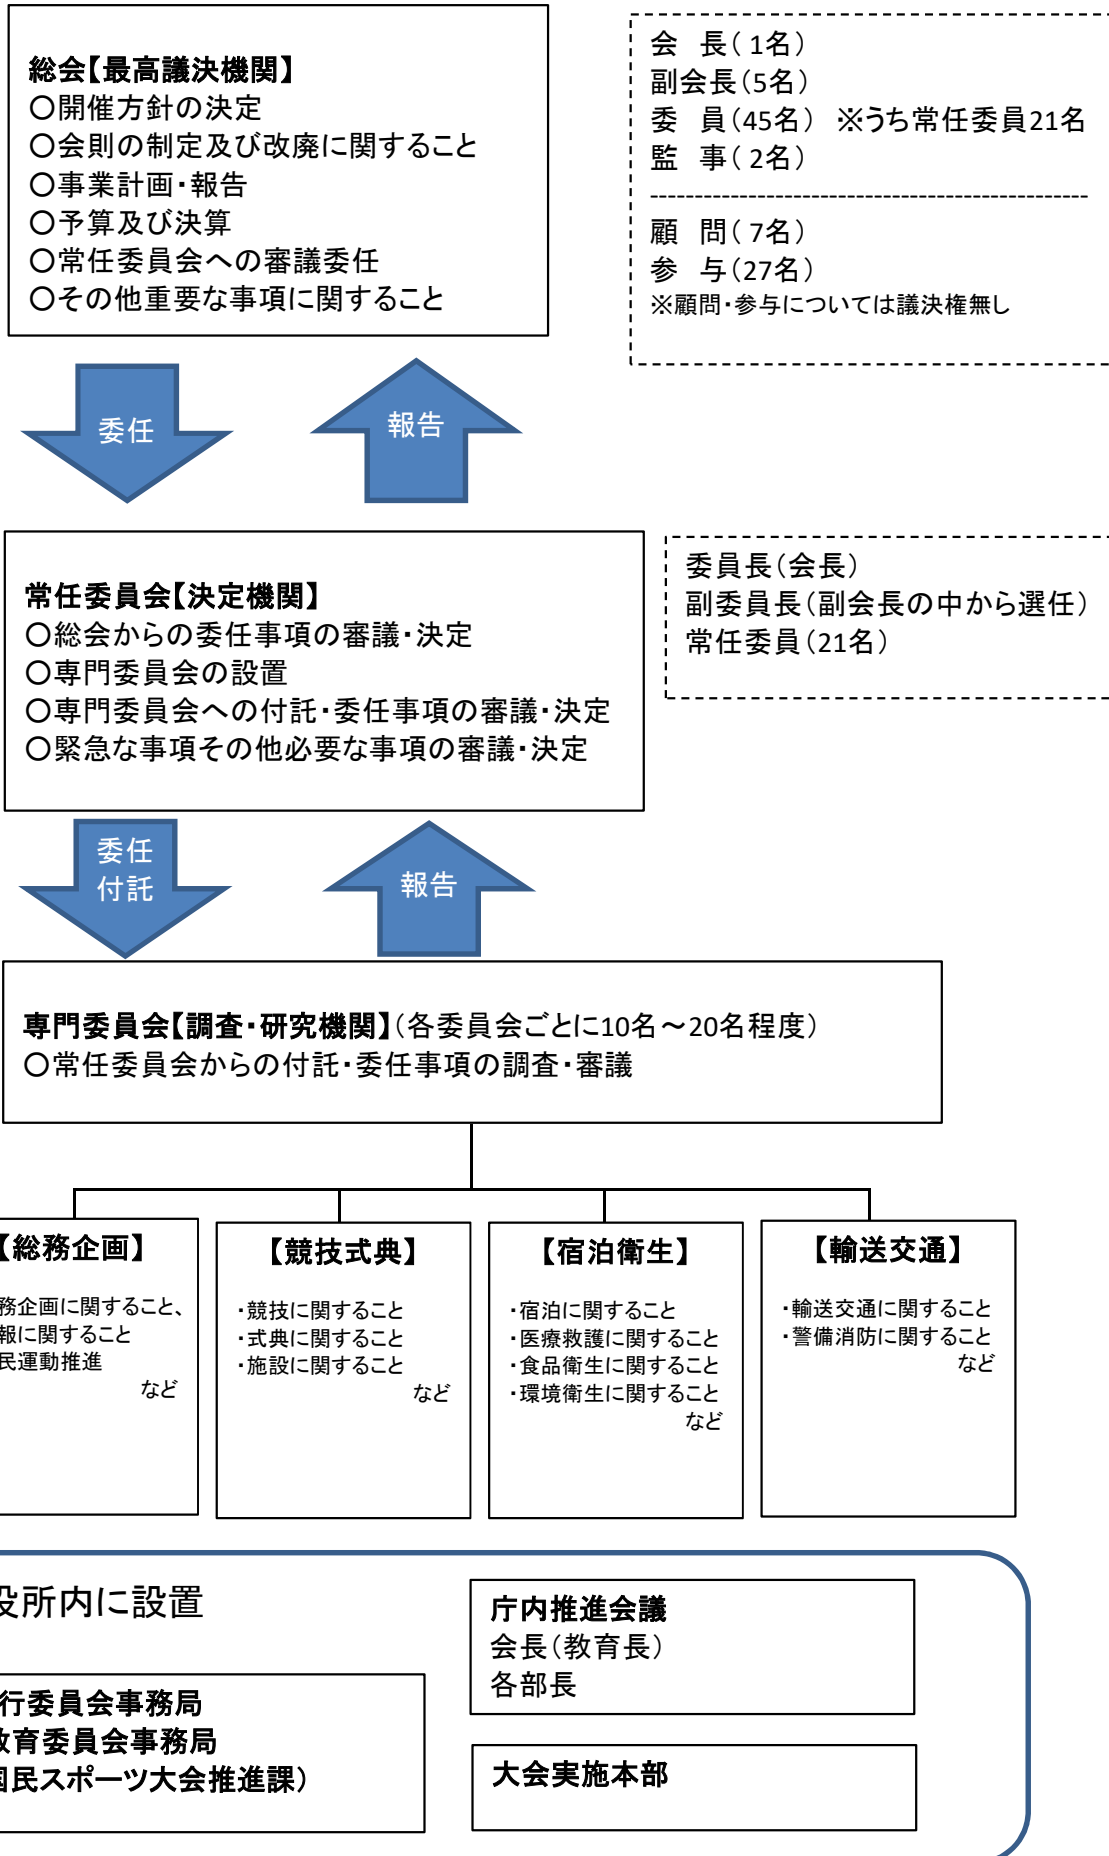 総会【最高議決機関】
〇開催方針の決定
〇会則の制定及び改廃に関すること
〇事業計画・報告
〇予算及び決算
〇常任委員会への審議委任
〇その他重要な事項に関すること
会　長（ 1名）
副会長（5名）
委　員（45名）　※うち常任委員21名
監　事（ 2名）
------------------------------------------------
顧　問（ 7名）
参　与（27名）
※顧問・参与については議決権無し
委任
報告
常任委員会【決定機関】
〇総会からの委任事項の審議・決定
〇専門委員会の設置
〇専門委員会への付託・委任事項の審議・決定
〇緊急な事項その他必要な事項の審議・決定
委員長（会長）
副委員長（副会長の中から選任）
常任委員（21名）
委任
付託
報告
専門委員会【調査・研究機関】（各委員会ごとに10名～20名程度）
〇常任委員会からの付託・委任事項の調査・審議
【総務企画】
務企画に関すること、
報に関すること
民運動推進
など
【競技式典】
・競技に関すること
・式典に関すること
・施設に関すること
など
【宿泊衛生】
・宿泊に関すること
・医療救護に関すること
・食品衛生に関すること
・環境衛生に関すること
など
【輸送交通】
・輸送交通に関すること
・警備消防に関すること
など
役所内に設置
行委員会事務局
教育委員会事務局
国民スポーツ大会推進課）
庁内推進会議
会長（教育長）
各部長
大会実施本部